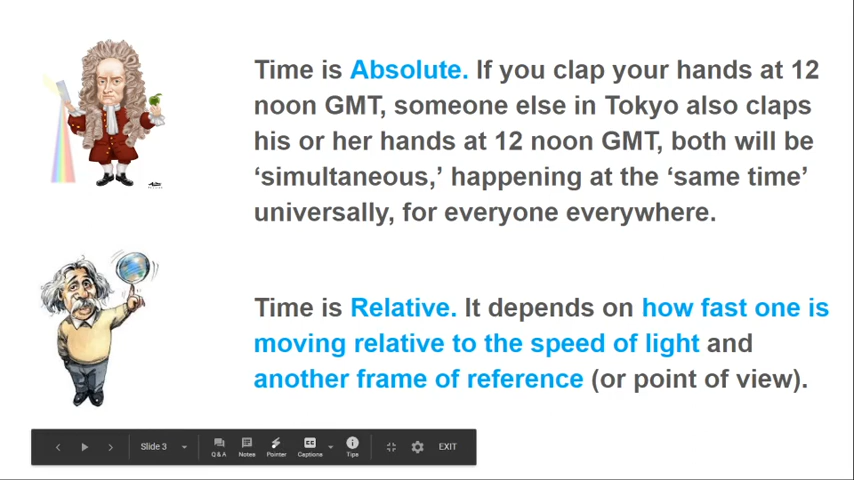 Time is Absolute. If you clap your hands at 12
noon GMT, someone else in Tokyo also claps
his or her hands at 12 noon GMT, both will be
‘simultaneous,’ happening at the ‘same time’
universally, for everyone everywhere.
Time is Relative. It depends on how fast one is
moving relative to the speed of light and
another frame of reference (or point of view).
Slide 3
Q & A
Notes
Pointer
CC
Captions
Tips
EXIT